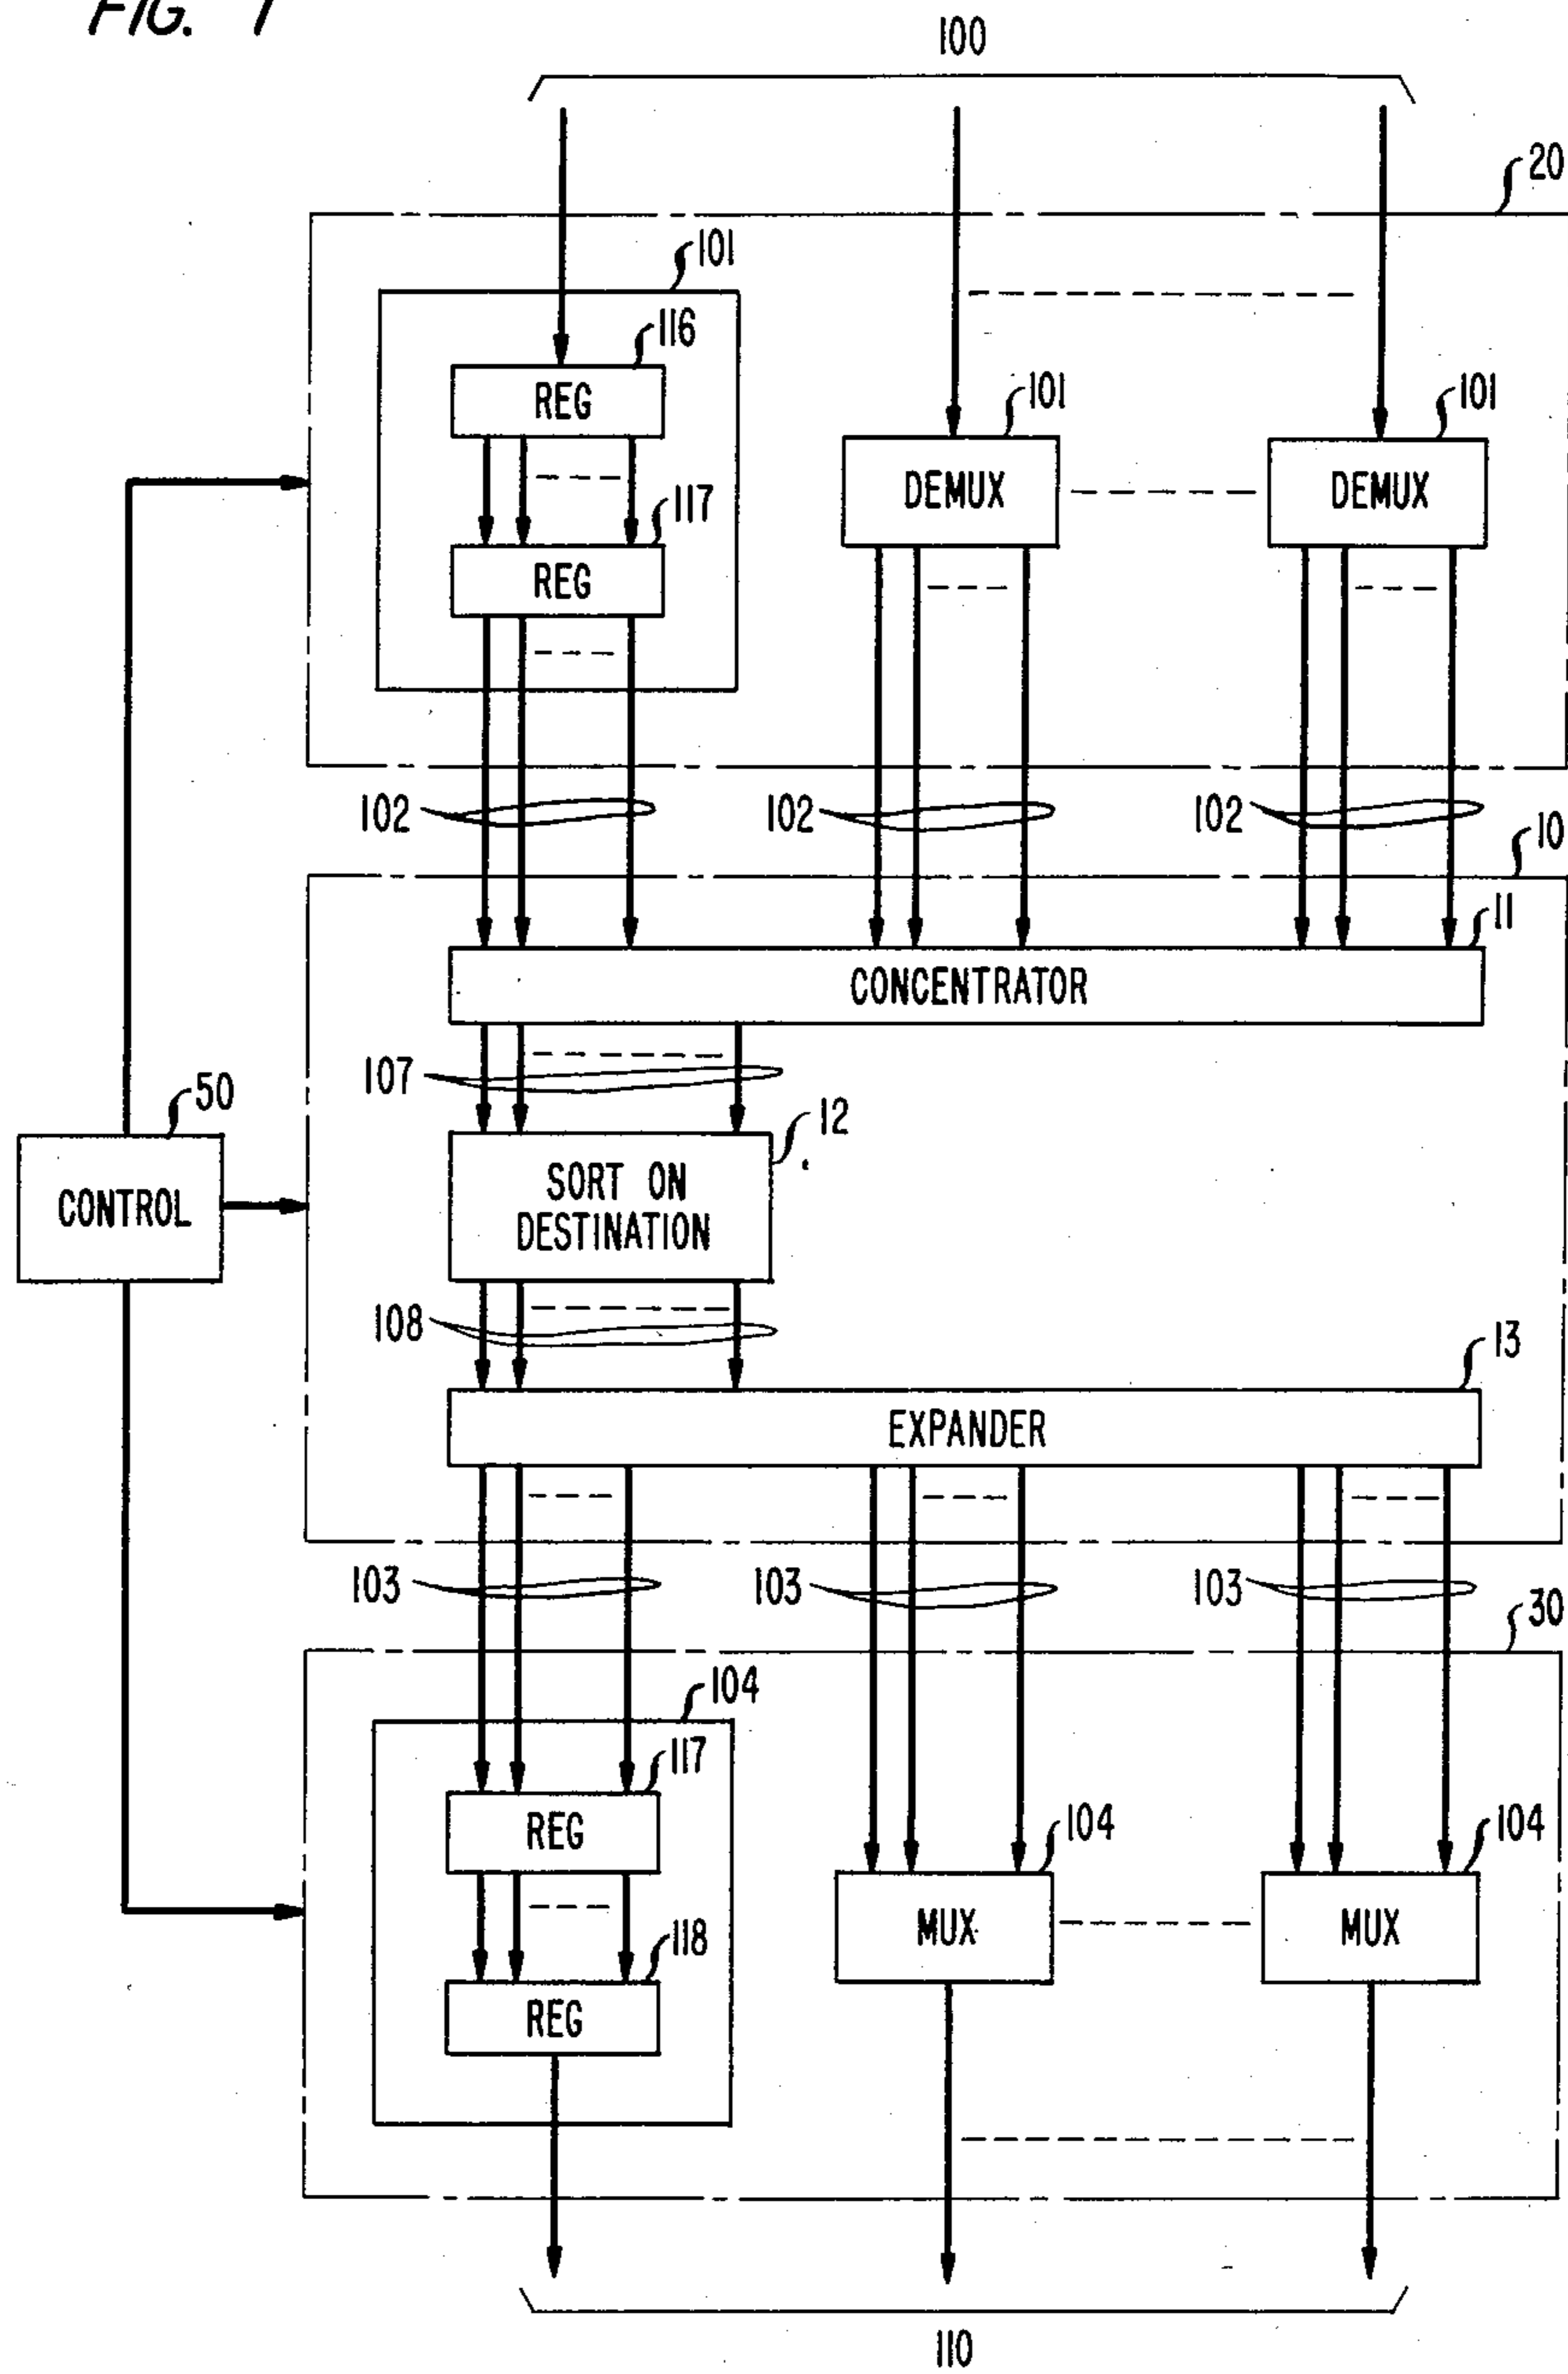 FIG. 1
100
20
101
116
REG
101
101
DEMUX
DEMUX
117
REG
102
102
102
10
11
CONCENTRATOR
107
50
12
CONTROL
SORT ON
DESTINATION
108
13
EXPANDER
103
103
103
30
104
117
REG
104
104
MUX
MUX
118
REG
110